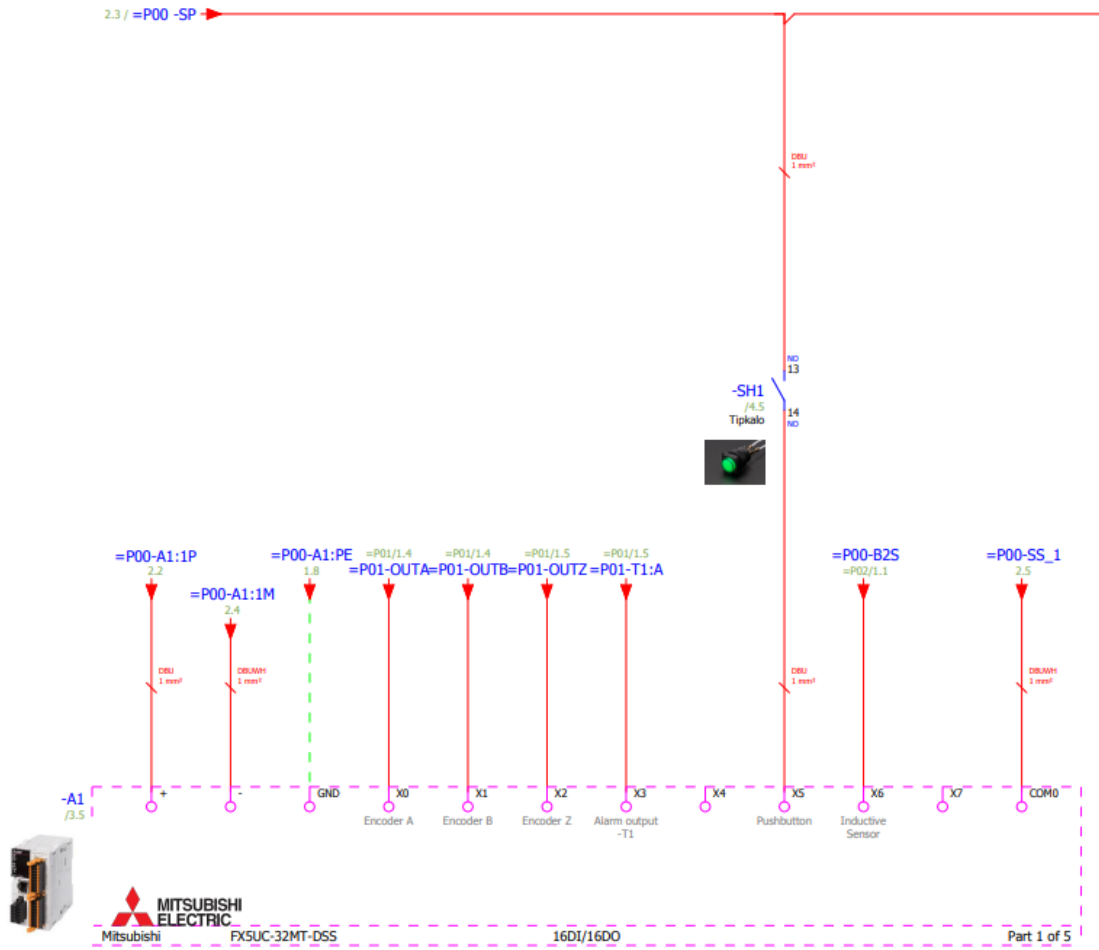 2.3 / =P00 -SP
DBU
1 mm²
NO
13
-SH1
/4.5
Tipkalo
14
NO
=P00-A1:1P
2.2
=P00-A1:1M
2.4
=P00-A1:PE
1.8
=P01/1.4
=P01-OUTA
=P01/1.4
=P01-OUTB
=P01/1.5
=P01-OUTZ
=P01/1.5
=P01-T1:A
=P00-B2S
=P02/1.1
=P00-SS_1
2.5
DBU
1 mm²
DBUWH
1 mm²
DBU
1 mm²
DBUWH
1 mm²
-A1
/3.5
+
-
GND
X0
X1
X2
X3
X4
X5
X6
X7
COM0
Encoder A
Encoder B
Encoder Z
Alarm output
-T1
Pushbutton
Inductive
Sensor
MITSUBISHI
ELECTRIC
Mitsubishi FX5UC-32MT-DSS 16DI/16DO Part 1 of 5